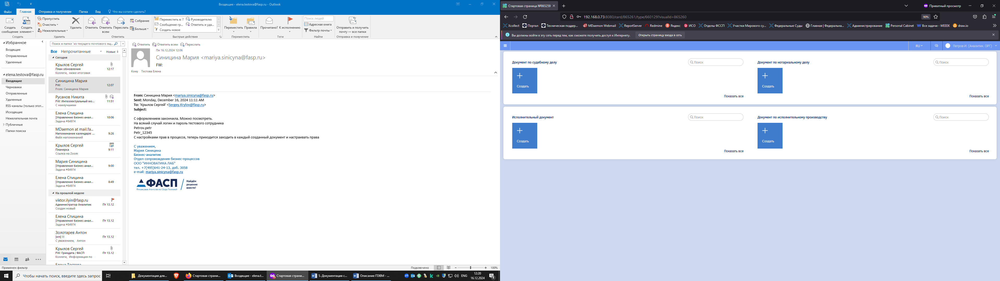 Входящие - elena.testova@fasp.ru - Outlook
Файл Главная Отправка и получение Папка Вид Что вы хотите сделать?
Создать сообщение
Создать элемент
Создать
Пропустить
Очистить
Нежелательные
Удалить
Удалить
Ответить
Ответить всем
Переслать
Собрание
Больше
Ответить
Переместить в: ?
Сообщение гр...
Создать новое
Руководителю
Ответить и уда...
Быстрые действия
Переместить
Правила
Переместить
Прочитано?
К исполнению
Теги
Поиск людей
Адресная книга
Фильтр почты
Найти
Отправить и получить почту — все папки
Отправка и получение
Избранное
Входящие
Отправленные
Удаленные
elena.testova@fasp.ru
Входящие
Черновики
Отправленные
Удаленные
RSS-каналы (только этот...
Исходящие
Нежелательная почта
Публичные
Папки поиска
Поиск в папке "из текущего почтового ящ...
Все Непрочитанные Новые
Сегодня
Крылов Сергей
План обновления 12:17
Коллеги, ниже итоговая
Синицина Мария
FW: 12:07
From: Синицина Мария
Русанов Никита
FW: Интеллектуальный мо... 11:51
С наилучшими
Елена Спицина
[Управление бизнес-анал... 10:06
Задача #84974
MDaemon at mail.fa...
Напоминание календаря: ... 9:26
Файл напоминаний
Крылов Сергей
Планерка 9:11
Ссылка на Zoom
Мария Синицина
[Управление бизнес-анал... 9:00
Задача #84974
Елена Спицина
[Управление бизнес-анал... 8:49
Задача #84974
На прошлой неделе
viktor.ilyin@fasp.ru
Администратор Аналитик Пт 13.12
Создан новый
Елена Спицина
[Управление бизнес-анал... Пт 13.12
Задача #84974
Золотарев Антон
[vrn] !!! Пт 13.12
С уважением, Антон
Крылов Сергей
FW: Гриндата / ФАСП Пт 13.12
Коллеги, Информация по
Елена Тестова
Ответить Ответить всем Переслать
Пн 16.12.2024 12:06
Синицина Мария <mariya.sinicyna@fasp.ru>
FW:
Кому Тестова Елена
From: Синицина Мария <mariya.sinicyna@fasp.ru>
Sent: Monday, December 16, 2024 11:11 AM
To: 'Крылов Сергей' <Sergey.Krylov@fasp.ru>
Subject:
С оформлением закончила. Можно посмотреть.
На всякий случай логин и пароль тестового сотрудника
Petrov.petr
Petr_12345
С настройками прав в процессе, теперь приходится заходить в каждый созданный документ и настраивать права
С уважением,
Мария Синицина
Бизнес-аналитик
Отдел сопровождения бизнес-процессов
ООО "ИННОВАТИКА ЛАБ"
тел. +7(495)641-24-13, доб. 3058
e-mail: mariya.sinicyna@fasp.ru
ФАСП
Финансовое Агентство по Сбору Платежей
Найдём
решение
вместе!
Применен фильтр
Подключено 100%
Чтобы начать поиск, введите здесь запрос
Документация для... Стартовая страни... Входящие - elena.t... Стартовая страни... 5. Документация с... Описание ПЭВМ - ...
ENG
12:20
16.12.2024
8
Стартовая страница №865259
Приватный просмотр
192.168.0.73:8080/card/865261/type/660129?visualId=865260
90%
Xcollect Портал Техническая поддер... MDaemon Webmail ReportServer Redmine Яндекс ИСО Отделы ФССП Участки Мирового су... Федеральные Суды Главная | Федеральна... Администрирование Personal Cabinet Все задачи - WEEEK draw.io
Вы должны войти в эту сеть перед тем, как сможете получить доступ к Интернету. Открыть страницу входа в сеть
RU Петров И. (Аналитик. ОРГ)
Документ по судебному делу Поиск
Создать
Показать все
Документ по нотариальному делу Поиск
Создать
Показать все
Исполнительный документ Поиск
Создать
Показать все
Документ по исполнительному производству Поиск
Создать
Показать все